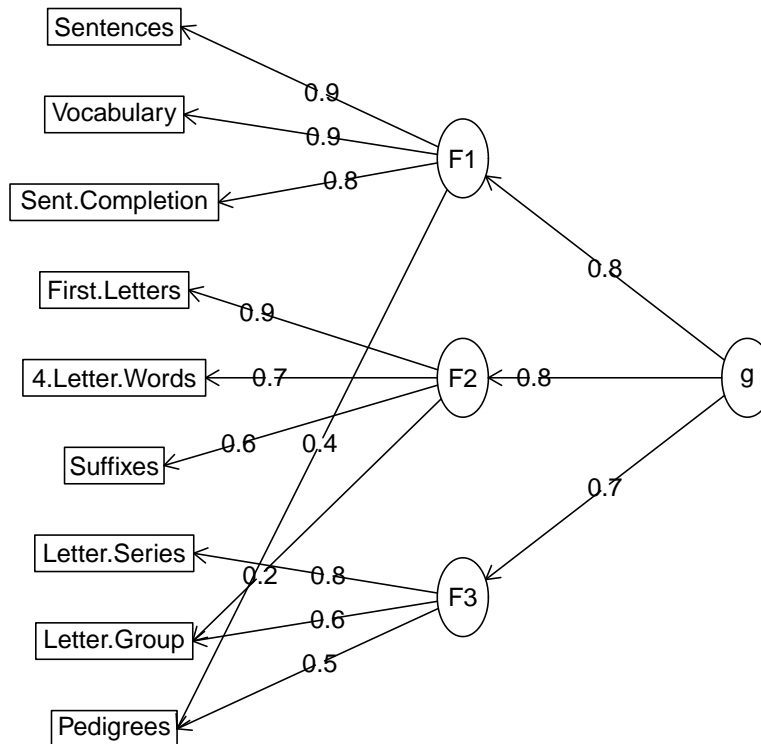 Sentences
0.9
Vocabulary
0.9
F1
Sent.Completion
0.8
0.8
First.Letters
0.9
4.Letter.Words
0.7
F2
0.8
g
Suffixes
0.6
0.4
0.7
Letter.Series
0.2
0.8
F3
Letter.Group
0.6
0.5
Pedigrees